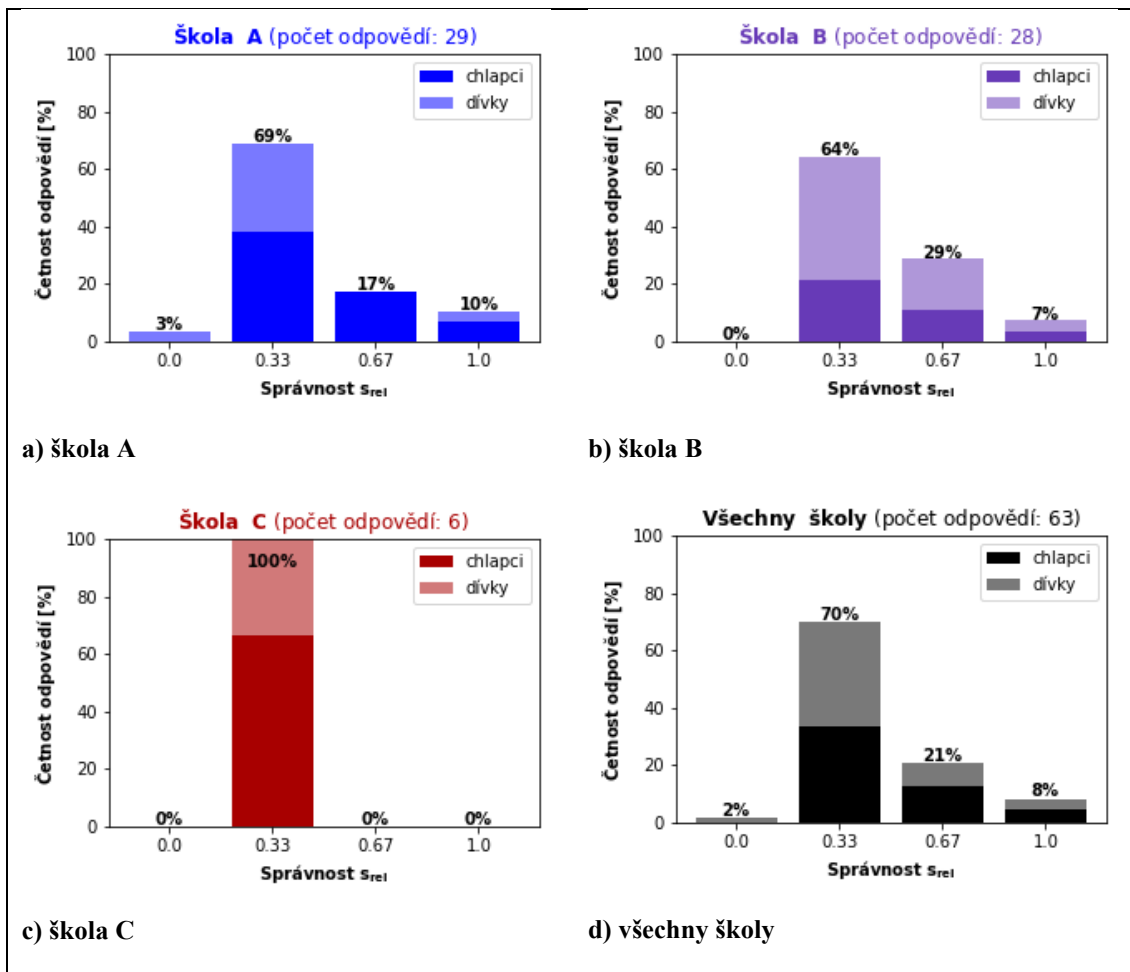 Škola A (počet odpovědí: 29)
Četnost odpovědí [%]
100
80
60
40
20
0
chlapci
dívky
3%
69%
17%
10%
0.0 0.33 0.67 1.0
Správnost s_rel
a) škola A
Škola B (počet odpovědí: 28)
Četnost odpovědí [%]
100
80
60
40
20
0
chlapci
dívky
0%
64%
29%
7%
0.0 0.33 0.67 1.0
Správnost s_rel
b) škola B
Škola C (počet odpovědí: 6)
Četnost odpovědí [%]
100
80
60
40
20
0
chlapci
dívky
0%
100%
0%
0%
0.0 0.33 0.67 1.0
Správnost s_rel
c) škola C
Všechny školy (počet odpovědí: 63)
Četnost odpovědí [%]
100
80
60
40
20
0
chlapci
dívky
2%
70%
21%
8%
0.0 0.33 0.67 1.0
Správnost s_rel
d) všechny školy